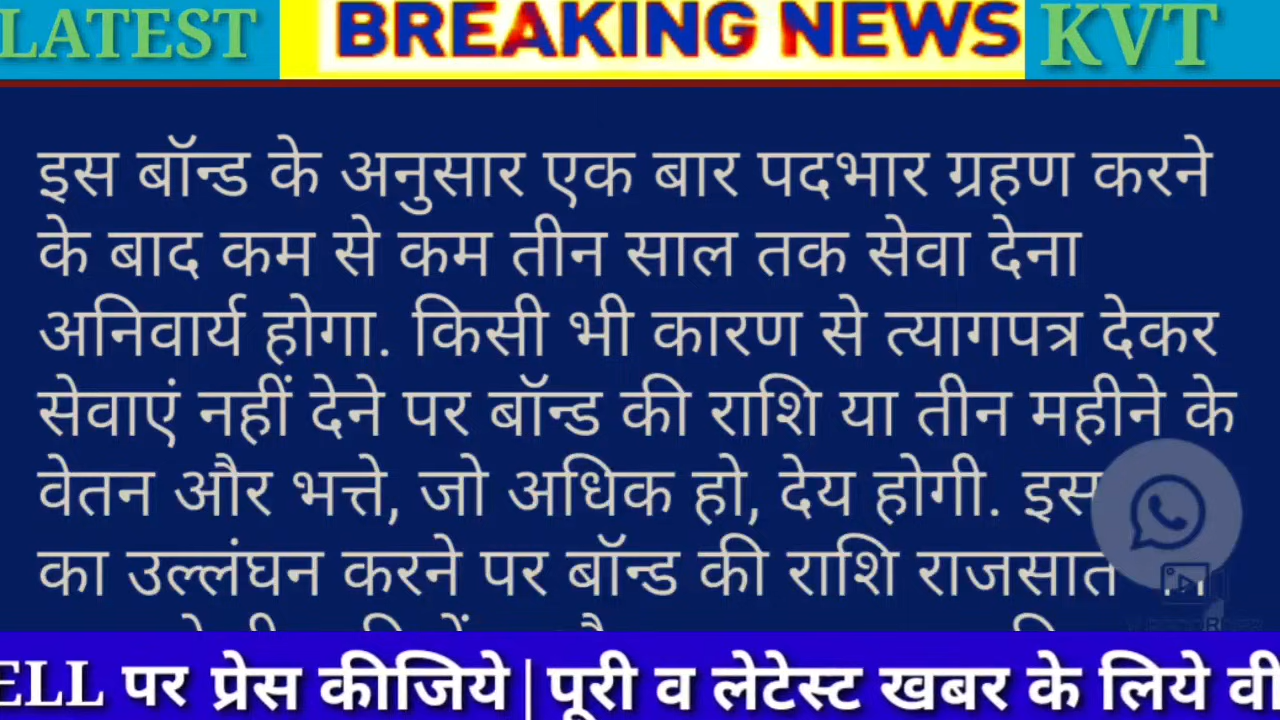 LATEST BREAKING NEWS KVT
इस बॉन्ड के अनुसार एक बार पदभार ग्रहण करने
के बाद कम से कम तीन साल तक सेवा देना
अनिवार्य होगा. किसी भी कारण से त्यागपत्र देकर
सेवाएं नहीं देने पर बॉन्ड की राशि या तीन महीने के
वेतन और भत्ते, जो अधिक हो, देय होगी. इस
का उल्लंघन करने पर बॉन्ड की राशि राजसात
ELL पर प्रेस कीजिये | पूरी व लेटेस्ट खबर के लिये वी